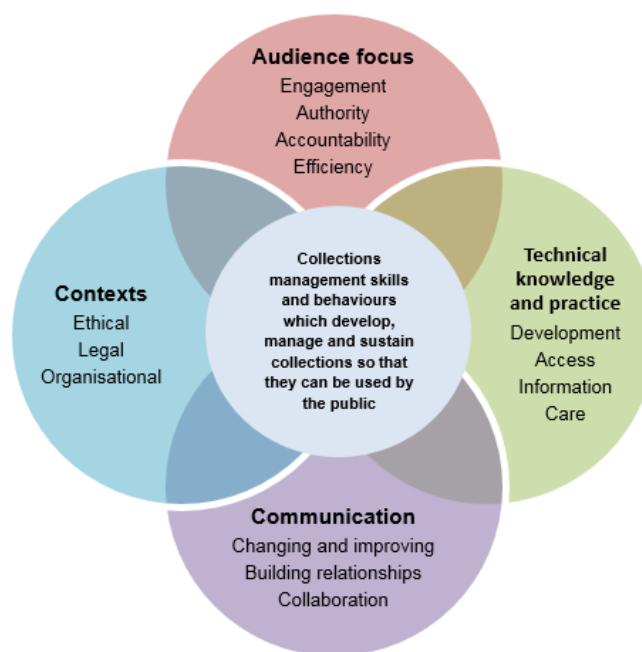 Audience focus
Engagement
Authority
Accountability
Efficiency
Contexts
Ethical
Legal
Organisational
Collections
management skills
and behaviours
which develop,
manage and sustain
collections so that
they can be used by
the public
Technical
knowledge
and practice
Development
Access
Information
Care
Communication
Changing and improving
Building relationships
Collaboration